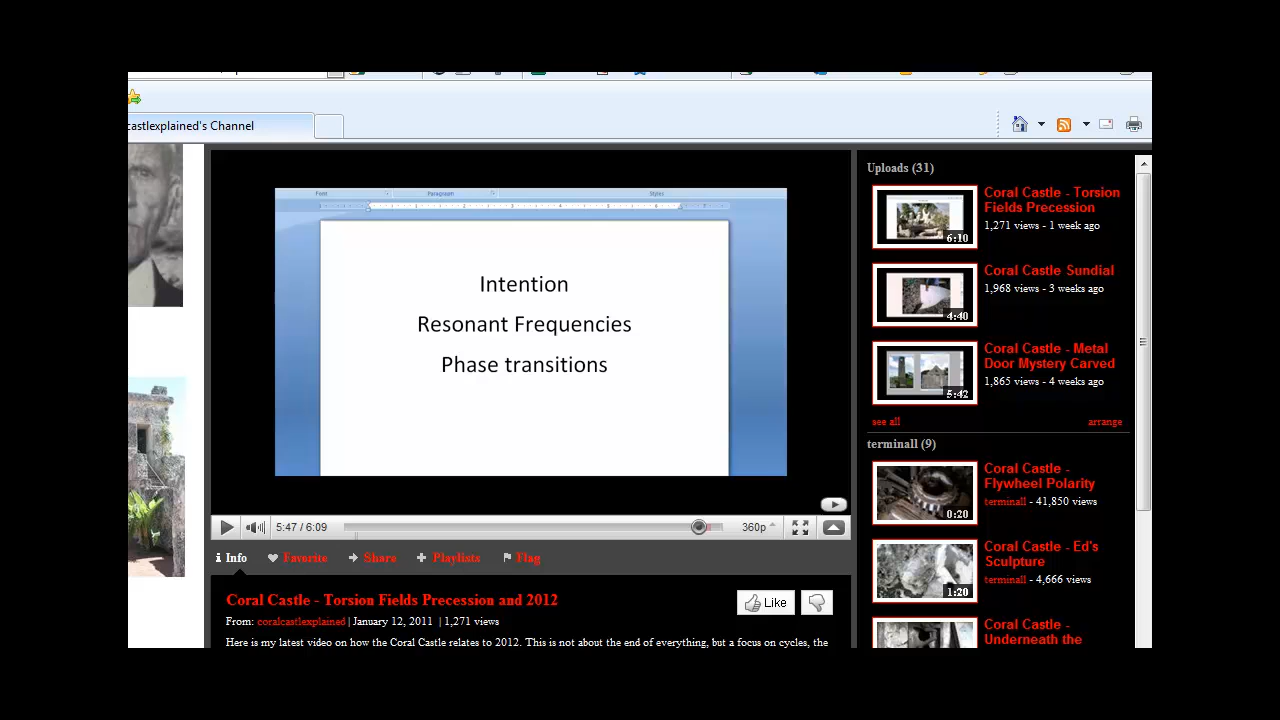 castlexplained's Channel
Font
Paragraph
Styles
Intention
Resonant Frequencies
Phase transitions
5:47 / 6:09
360p
Info
Favorite
Share
Playlists
Flag
Coral Castle - Torsion Fields Precession and 2012
Like
From: coralcastlexplained | January 12, 2011 | 1,271 views
Here is my latest video on how the Coral Castle relates to 2012. This is not about the end of everything, but a focus on cycles, the
Uploads (31)
Coral Castle - Torsion
Fields Precession
1,271 views - 1 week ago
6:10
Coral Castle Sundial
1,968 views - 3 weeks ago
4:40
Coral Castle - Metal
Door Mystery Carved
1,865 views - 4 weeks ago
5:42
see all
arrange
terminall (9)
Coral Castle -
Flywheel Polarity
terminall - 41,850 views
0:20
Coral Castle - Ed's
Sculpture
terminall - 4,666 views
1:20
Coral Castle -
Underneath the